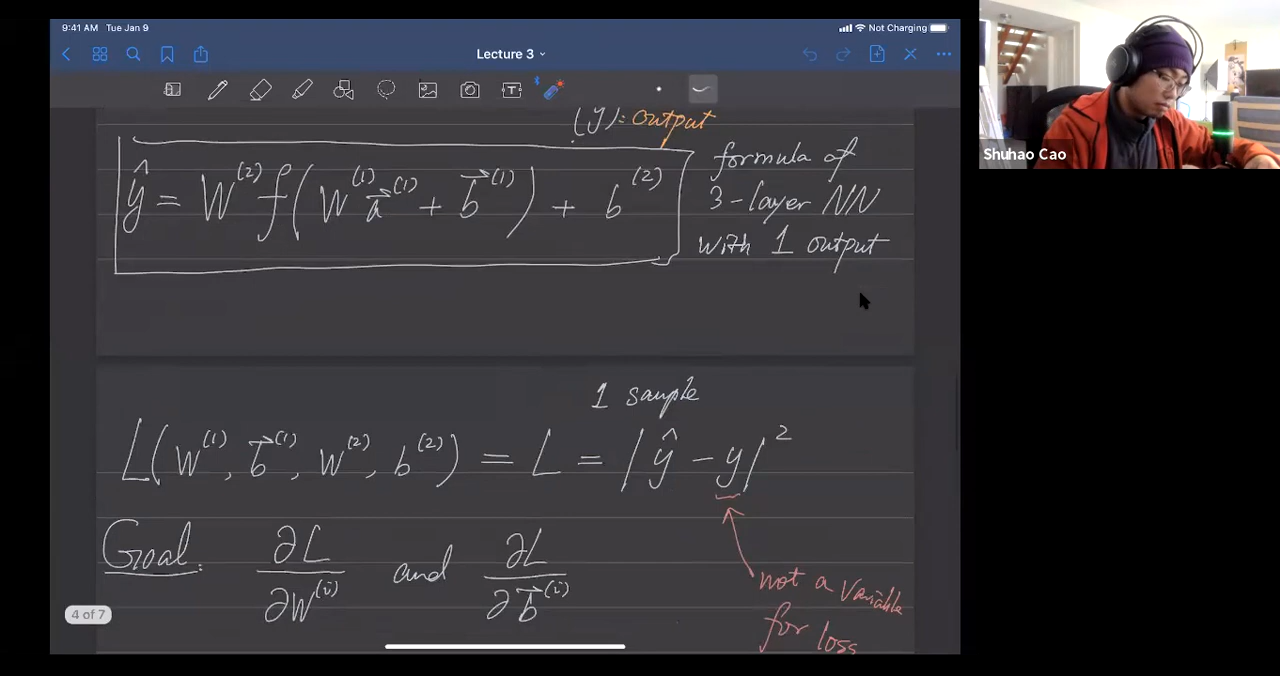 9:41 AM Tue Jan 9
Not Charging
Lecture 3
(y): output
ŷ = W^(2) f( W^(1) a⃗^(1) + b⃗^(1) ) + b^(2)
formula of
3-layer NN
with 1 output
Shuhao Cao
1 sample
L( W^(1), b⃗^(1), W^(2), b^(2) ) = L = | ŷ - y |^2
Goal: ∂L/∂W^(i) and ∂L/∂b⃗^(i)
not a variable
for loss
4 of 7